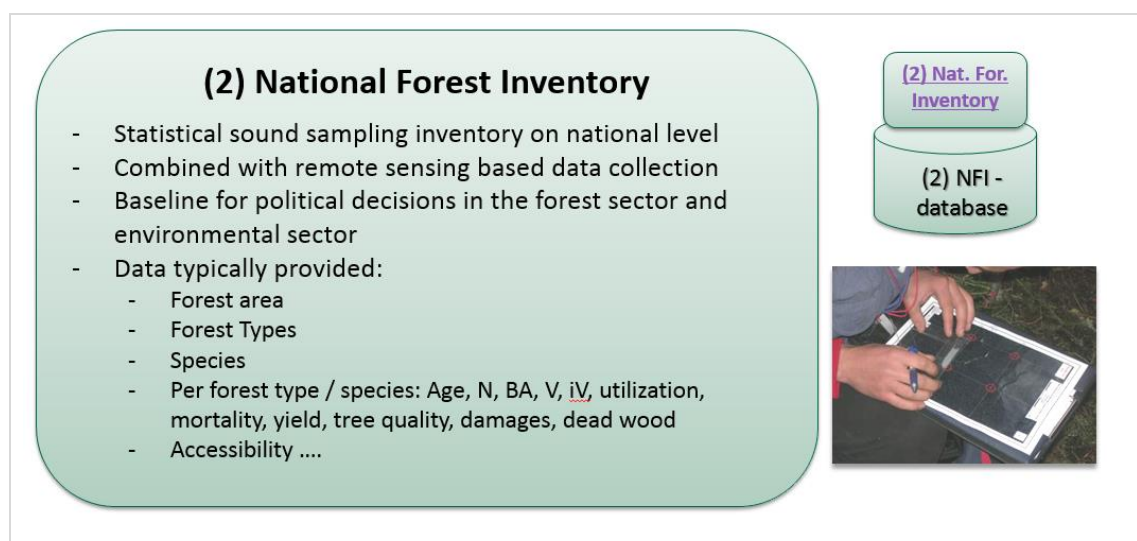 (2) National Forest Inventory
- Statistical sound sampling inventory on national level
- Combined with remote sensing based data collection
- Baseline for political decisions in the forest sector and
environmental sector
- Data typically provided:
- Forest area
- Forest Types
- Species
- Per forest type / species: Age, N, BA, V, iV, utilization,
mortality, yield, tree quality, damages, dead wood
- Accessibility ....
(2) Nat. For.
Inventory
(2) NFI -
database